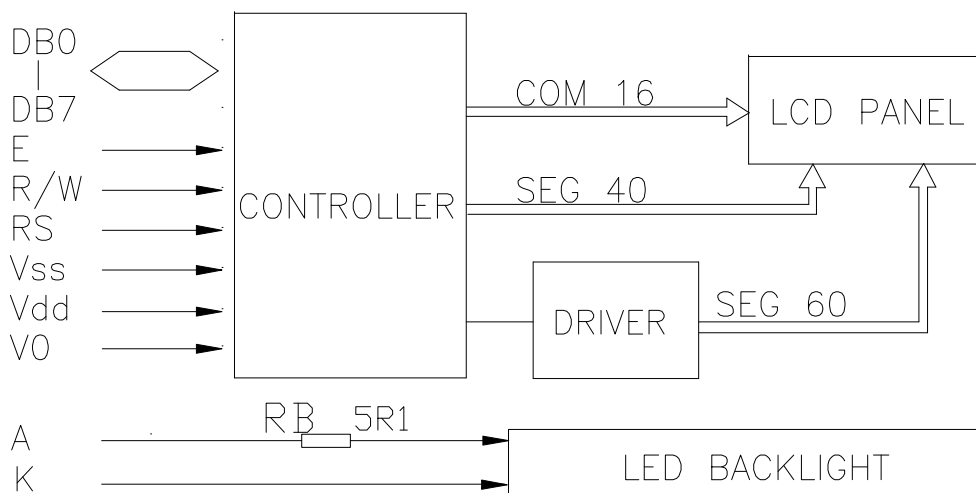 DB0
|
DB7
E
R/W
RS
Vss
Vdd
V0
CONTROLLER
COM 16
SEG 40
LCD PANEL
DRIVER
SEG 60
A
RB 5R1
K
LED BACKLIGHT